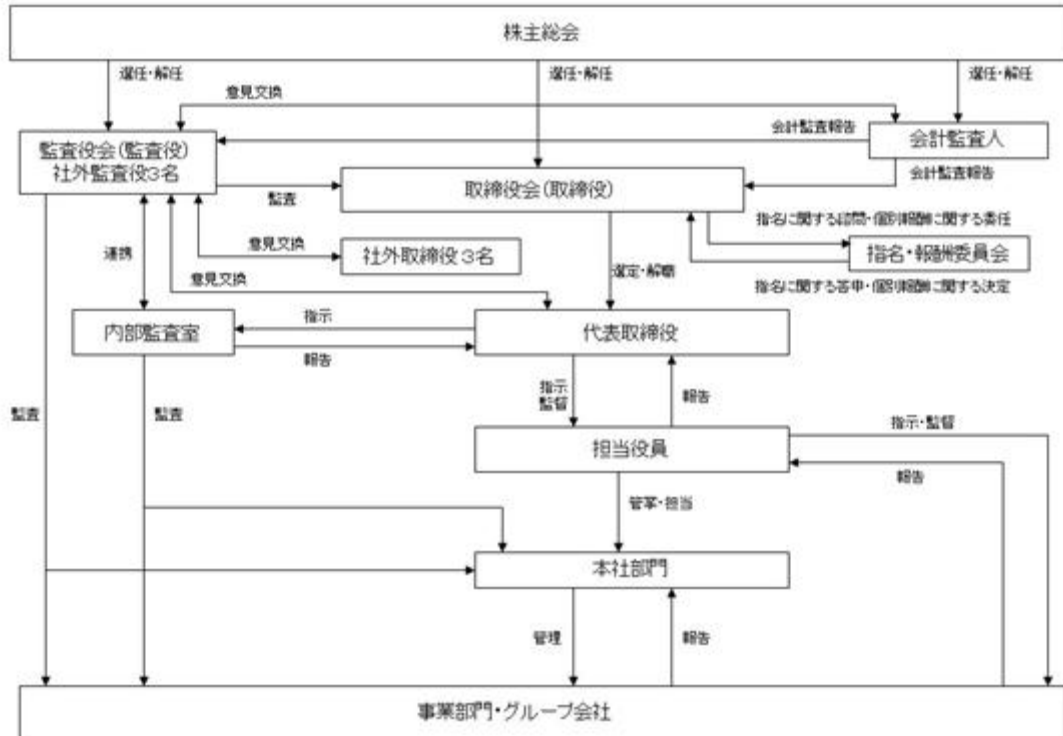 株主総会
選任・解任
選任・解任
選任・解任
意見交換
会計監査報告
監査役会(監査役)
社外監査役3名
会計監査人
会計監査報告
監査
取締役会(取締役)
指名に関する諮問・個別報酬に関する委任
連携
意見交換
社外取締役3名
指名・報酬委員会
選定・解職
意見交換
指名に関する答申・個別報酬に関する決定
内部監査室
指示
代表取締役
報告
指示
監督
報告
監査
監査
指示・監督
担当役員
報告
管掌・担当
本社部門
管理
報告
事業部門・グループ会社